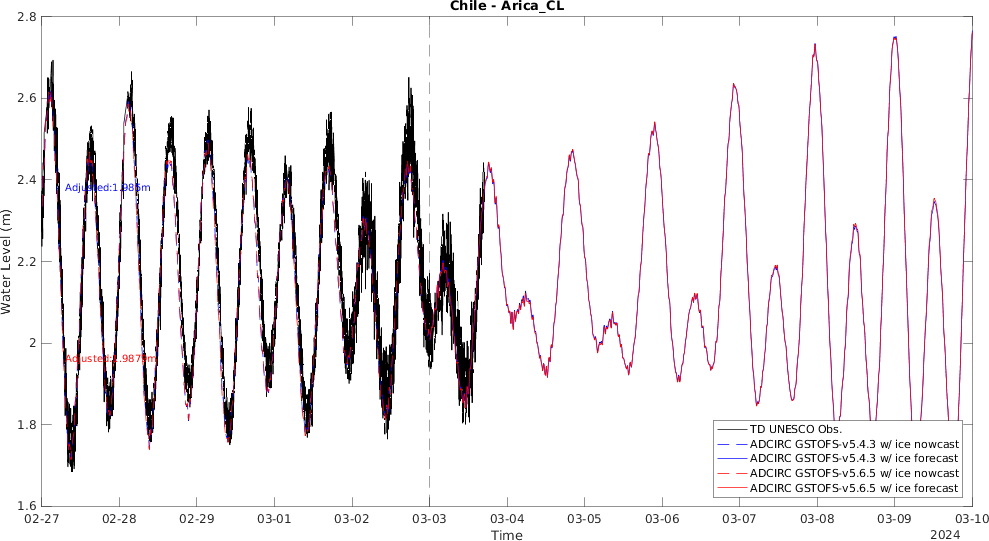 Chile - Arica_CL
2.8
2.6
2.4
2.2
2
1.8
1.6
Water Level (m)
Adjusted:1.986m
Adjusted:1.987m
TD UNESCO Obs.
ADCIRC GSTOFS-v5.4.3 w/ ice nowcast
ADCIRC GSTOFS-v5.4.3 w/ ice forecast
ADCIRC GSTOFS-v5.6.5 w/ ice nowcast
ADCIRC GSTOFS-v5.6.5 w/ ice forecast
02-27 02-28 02-29 03-01 03-02 03-03 03-04 03-05 03-06 03-07 03-08 03-09 03-10
Time
2024